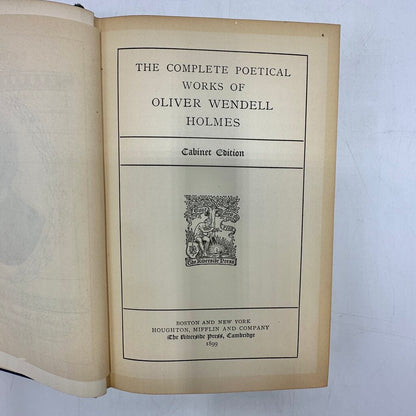 THE COMPLETE POETICAL
WORKS OF
OLIVER WENDELL
HOLMES
Cabinet Edition
The Riverside Press
BOSTON AND NEW YORK
HOUGHTON, MIFFLIN AND COMPANY
The Riverside Press, Cambridge
1899